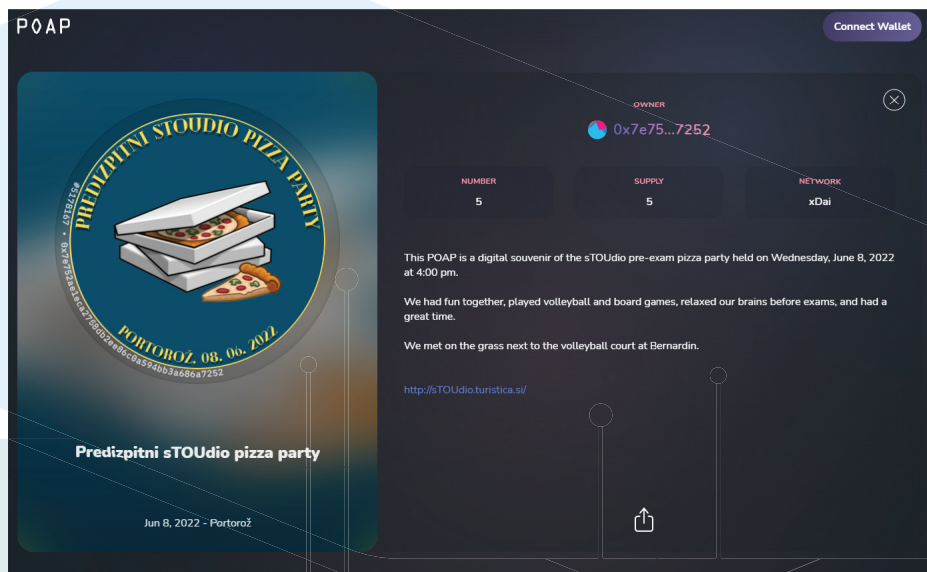 POAP
Connect Wallet
PREDIZPITNI STOUDIO PIZZA PARTY
PORTOROŽ, 08. 06. 2022
Predizpitni sTOUdio pizza party
Jun 8, 2022 - Portorož
OWNER
0x7e75...7252
NUMBER
5
SUPPLY
5
NETWORK
xDai
This POAP is a digital souvenir of the sTOUdio pre-exam pizza party held on Wednesday, June 8, 2022
at 4:00 pm.
We had fun together, played volleyball and board games, relaxed our brains before exams, and had a
great time.
We met on the grass next to the volleyball court at Bernardin.
http://sTOUdio.turistica.si/